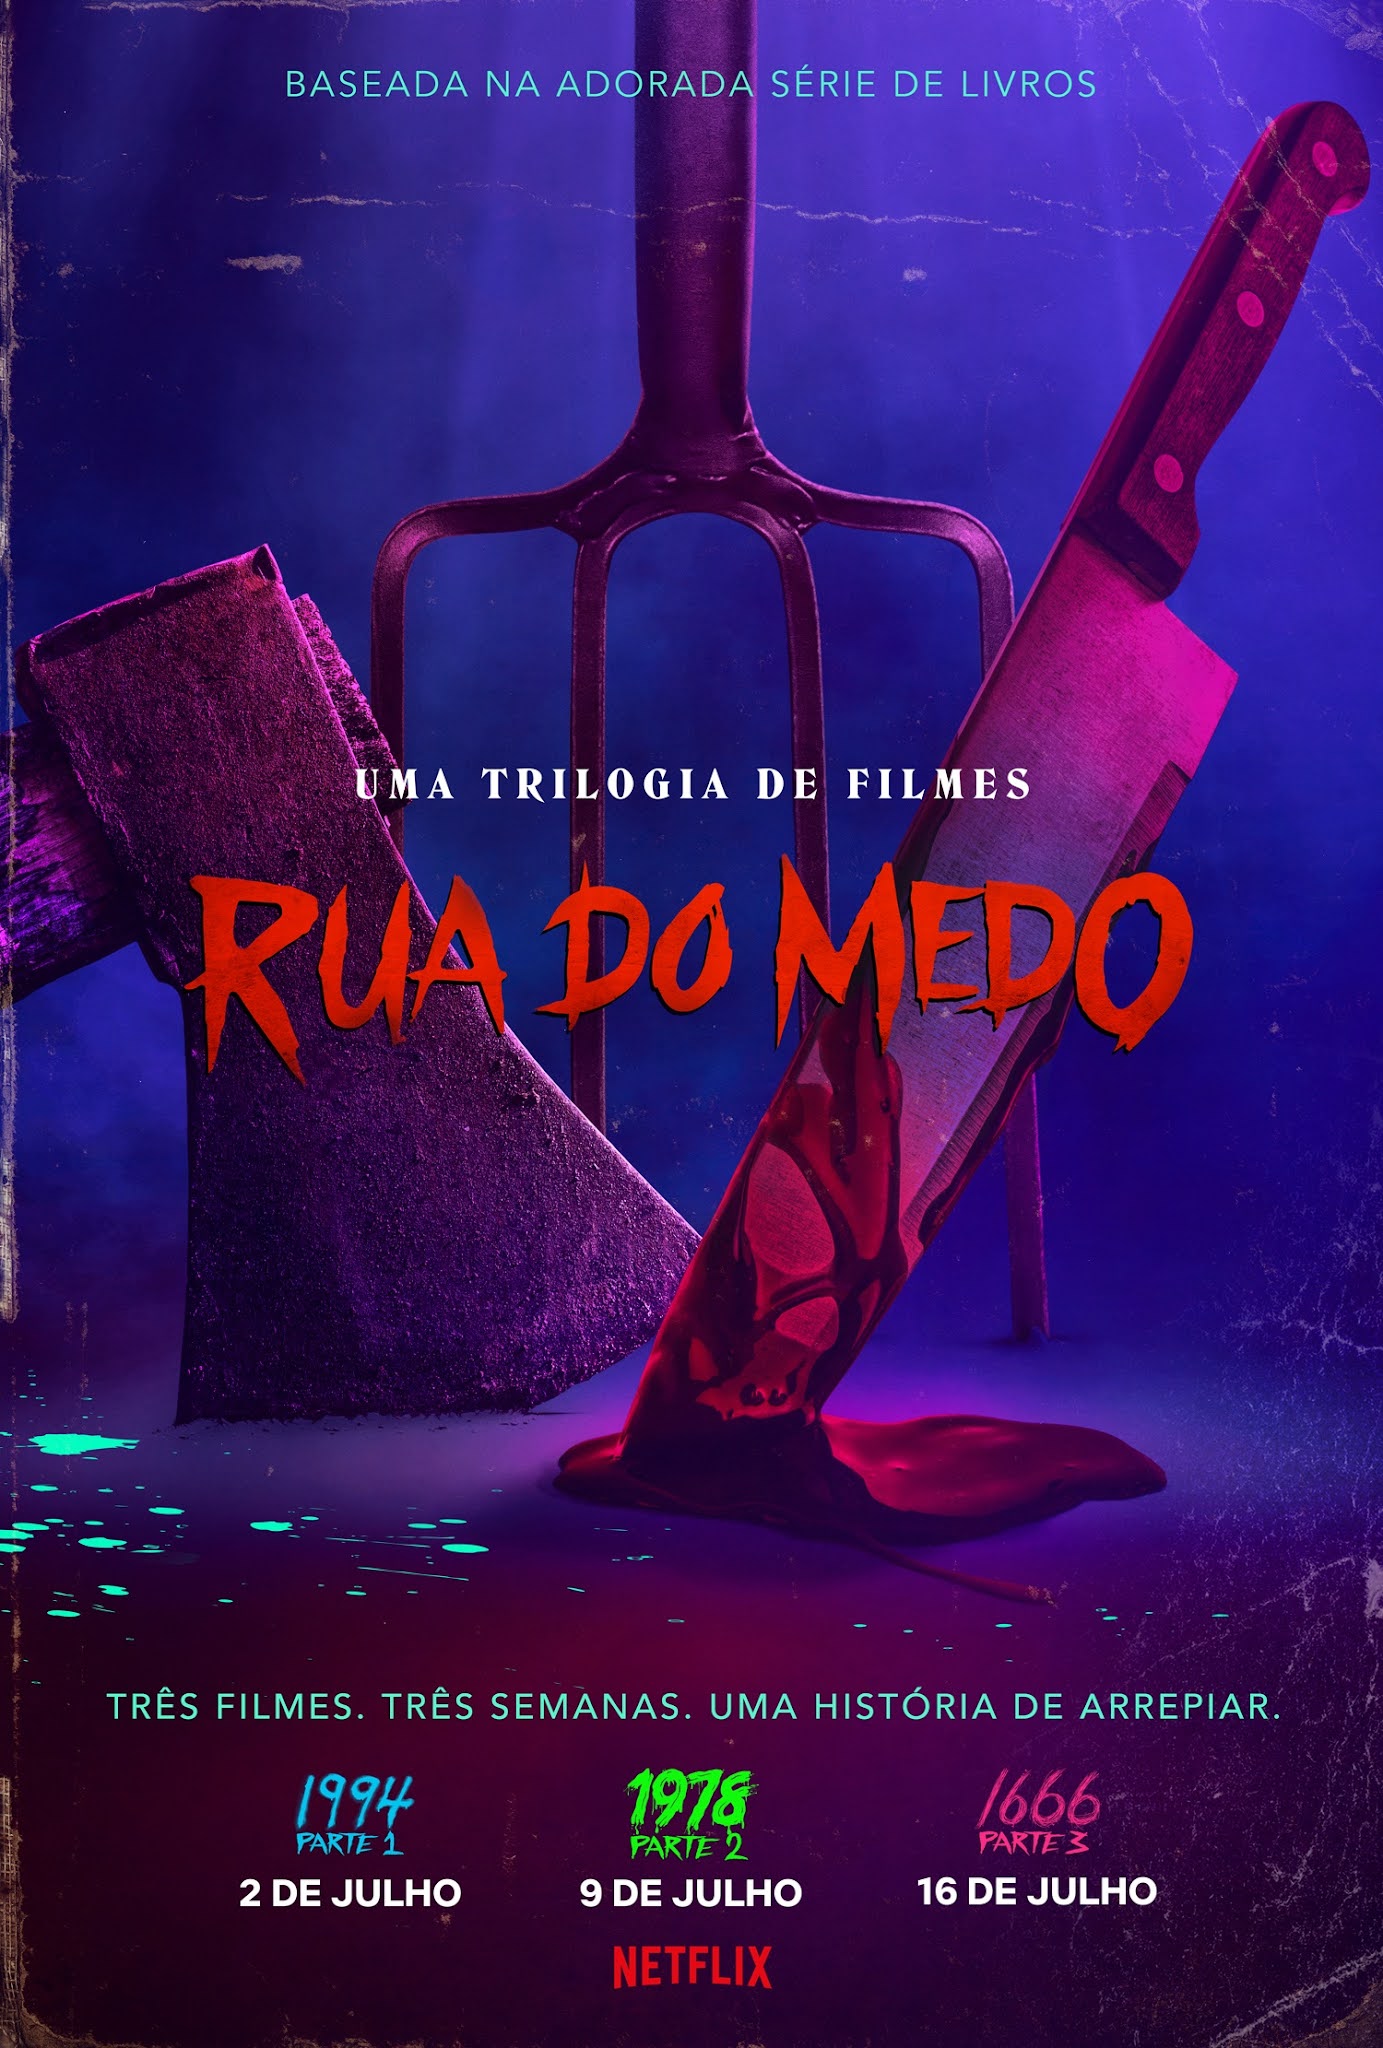 BASEADA NA ADORADA SÉRIE DE LIVROS
UMA TRILOGIA DE FILMES
RUA DO MEDO
TRÊS FILMES. TRÊS SEMANAS. UMA HISTÓRIA DE ARREPIAR.
1994
PARTE 1
2 DE JULHO
1978
PARTE 2
9 DE JULHO
1666
PARTE 3
16 DE JULHO
NETFLIX